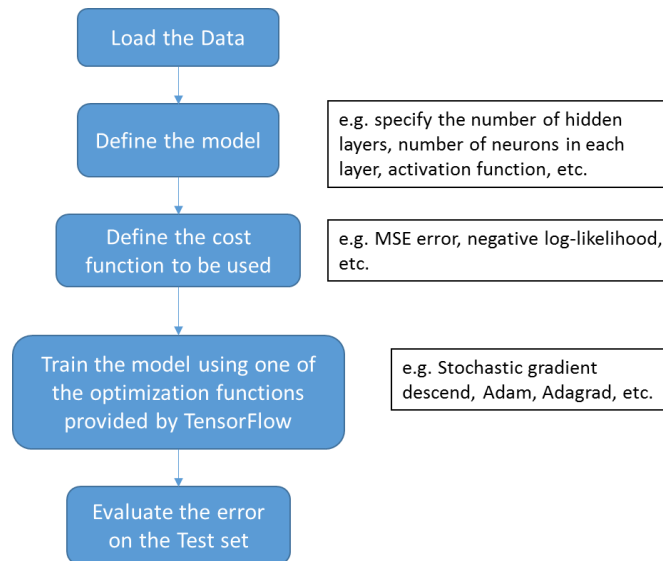 Load the Data
Define the model
e.g. specify the number of hidden
layers, number of neurons in each
layer, activation function, etc.
Define the cost
function to be used
e.g. MSE error, negative log-likelihood,
etc.
Train the model using one of
the optimization functions
provided by TensorFlow
e.g. Stochastic gradient
descend, Adam, Adagrad, etc.
Evaluate the error
on the Test set